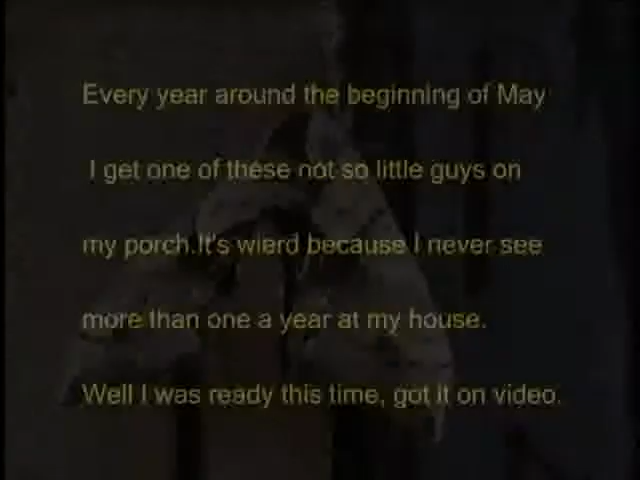 Every year around the beginning of May
I get one of these not so little guys on
my porch.It's wierd because I never see
more than one a year at my house.
Well I was ready this time, got it on video.